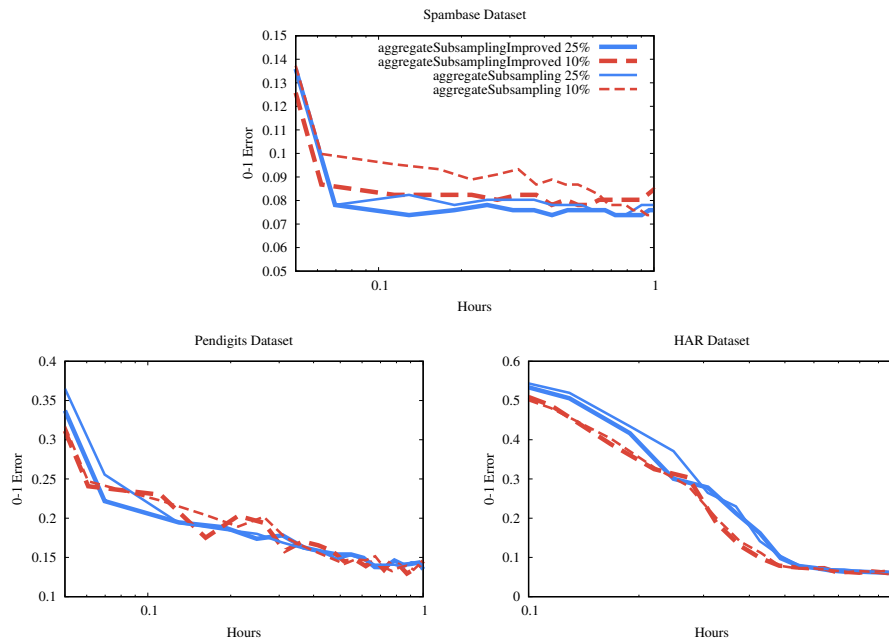 Spambase Dataset
0.15
0.14
0.13
0.12
0.11
0.1
0.09
0.08
0.07
0.06
0.05
0-1 Error
aggregateSubsamplingImproved 25%
aggregateSubsamplingImproved 10%
aggregateSubsampling 25%
aggregateSubsampling 10%
0.1
1
Hours
Pendigits Dataset
0.4
0.35
0.3
0.25
0.2
0.15
0.1
0-1 Error
0.1
1
Hours
HAR Dataset
0.6
0.5
0.4
0.3
0.2
0.1
0
0-1 Error
0.1
Hours